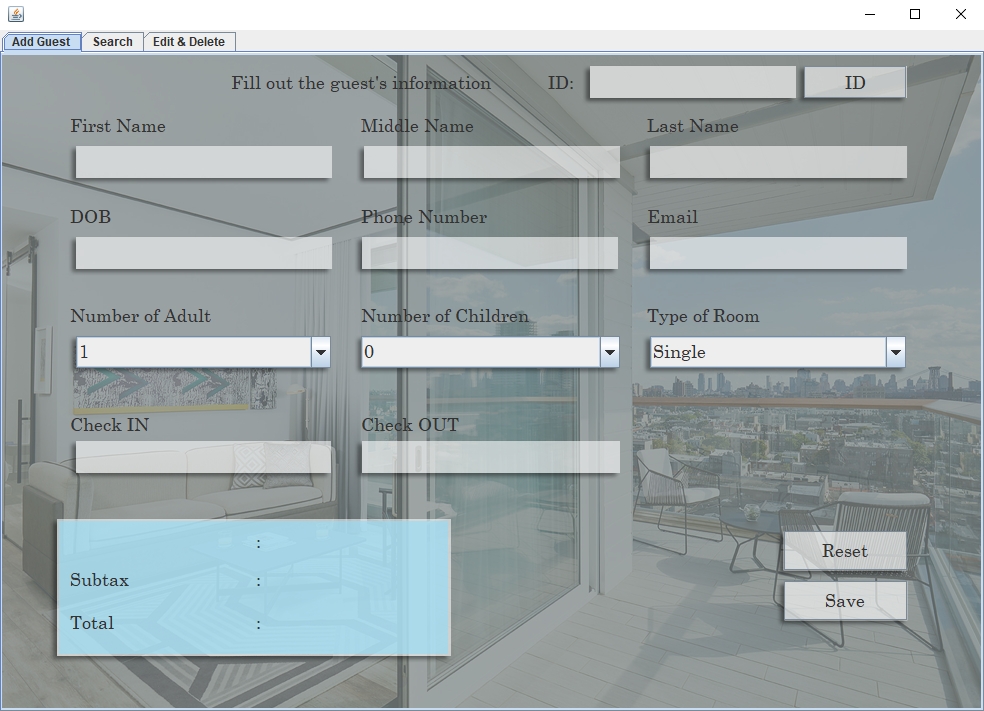 Add Guest Search Edit & Delete
Fill out the guest's information ID: ID
First Name Middle Name Last Name
DOB Phone Number Email
Number of Adult Number of Children Type of Room
1 0 Single
Check IN Check OUT
:
Subtax :
Total :
Reset
Save